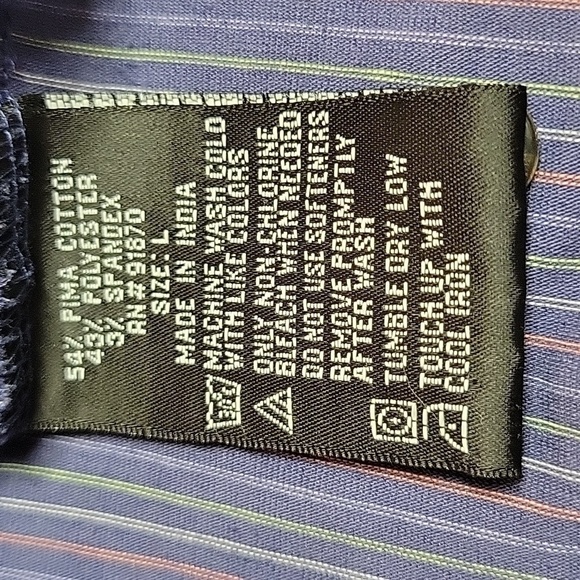 54% PIMA COTTON
43% POLYESTER
3% SPANDEX
RN# 91870
SIZE: L
MADE IN INDIA
MACHINE WASH COLD
WITH LIKE COLORS
ONLY NON-CHLORINE
BLEACH WHEN NEEDED
DO NOT USE SOFTENERS
REMOVE PROMPTLY
AFTER WASH
TUMBLE DRY LOW
TOUCH UP WITH
COOL IRON